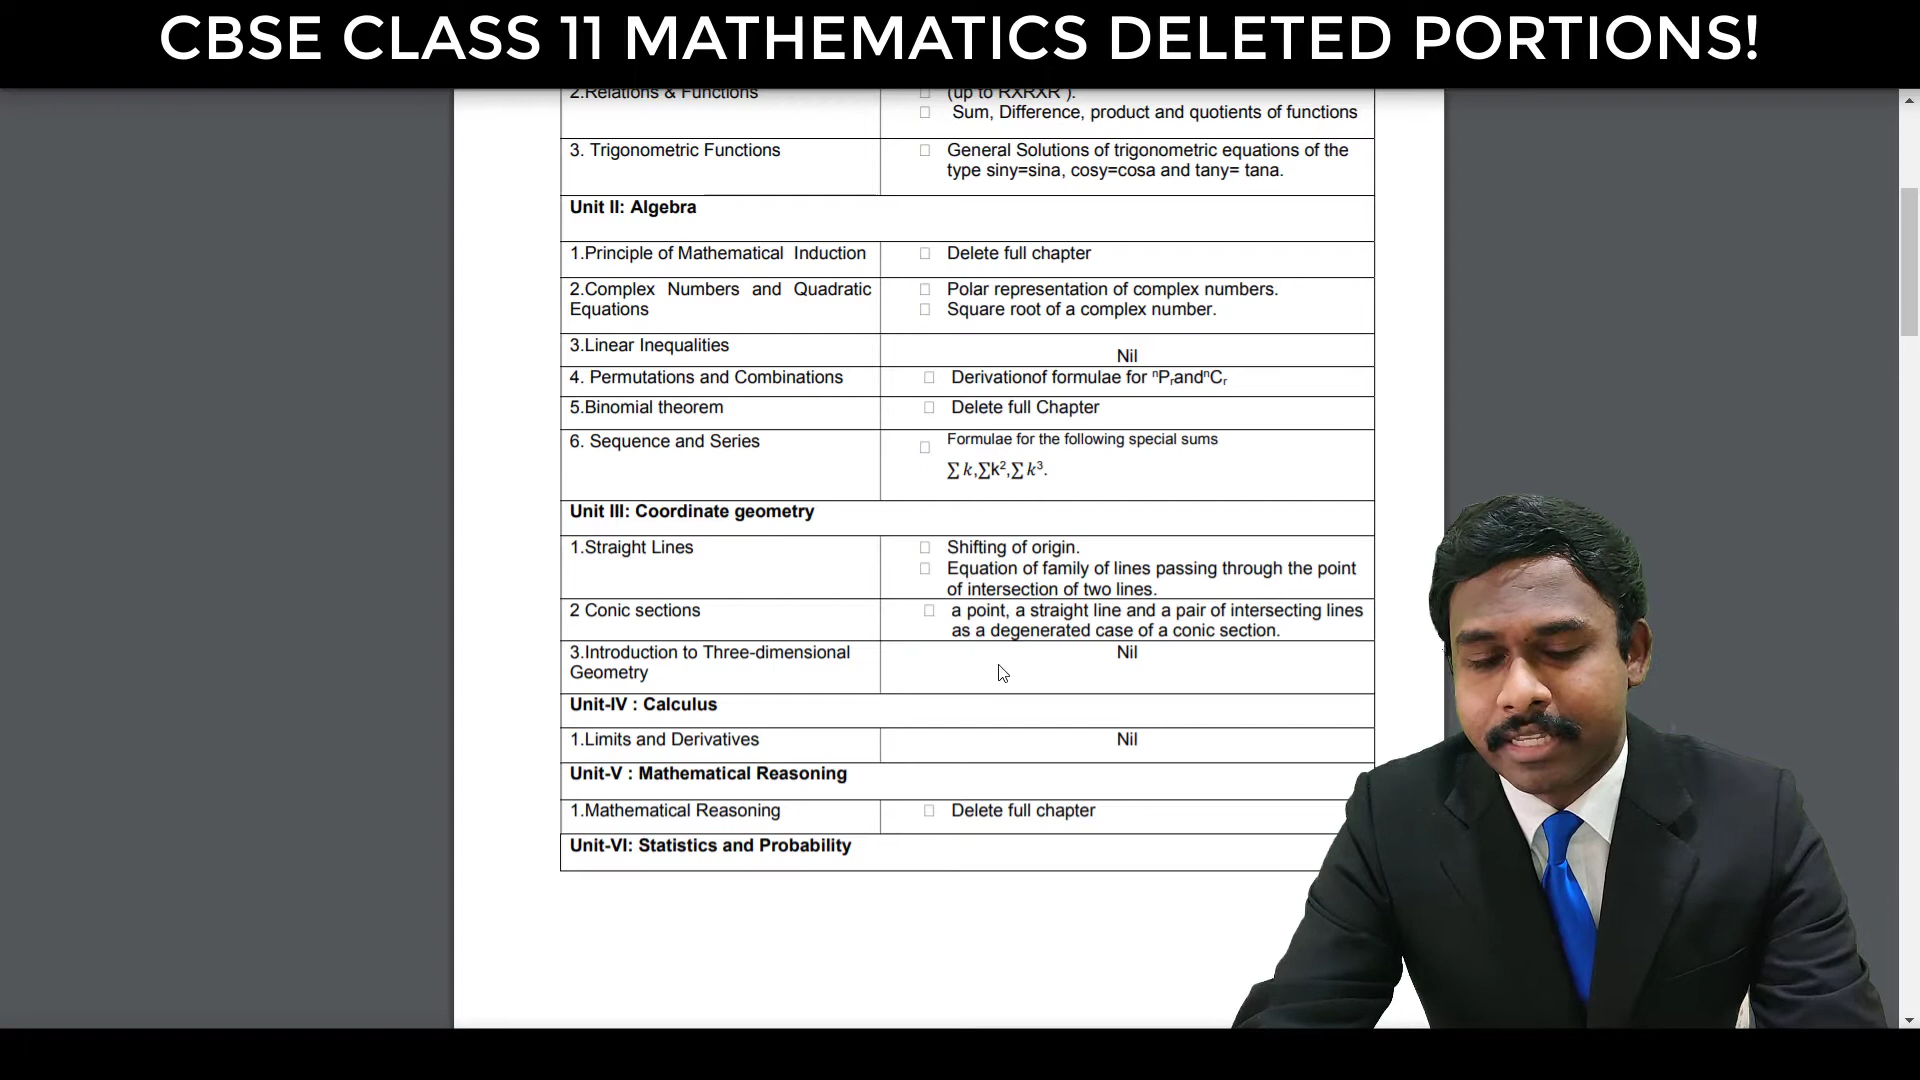 CBSE CLASS 11 MATHEMATICS DELETED PORTIONS!
2.Relations & Functions
(up to RXRXR ).
Sum, Difference, product and quotients of functions
3. Trigonometric Functions
General Solutions of trigonometric equations of the
type siny=sina, cosy=cosa and tany= tana.
Unit II: Algebra
1.Principle of Mathematical Induction
Delete full chapter
2.Complex Numbers and Quadratic
Equations
Polar representation of complex numbers.
Square root of a complex number.
3.Linear Inequalities
Nil
4. Permutations and Combinations
Derivationof formulae for ⁿPᵣandⁿCᵣ
5.Binomial theorem
Delete full Chapter
6. Sequence and Series
Formulae for the following special sums
∑ k,∑k²,∑ k³.
Unit III: Coordinate geometry
1.Straight Lines
Shifting of origin.
Equation of family of lines passing through the point
of intersection of two lines.
2 Conic sections
a point, a straight line and a pair of intersecting lines
as a degenerated case of a conic section.
3.Introduction to Three-dimensional
Geometry
Nil
Unit-IV : Calculus
1.Limits and Derivatives
Nil
Unit-V : Mathematical Reasoning
1.Mathematical Reasoning
Delete full chapter
Unit-VI: Statistics and Probability